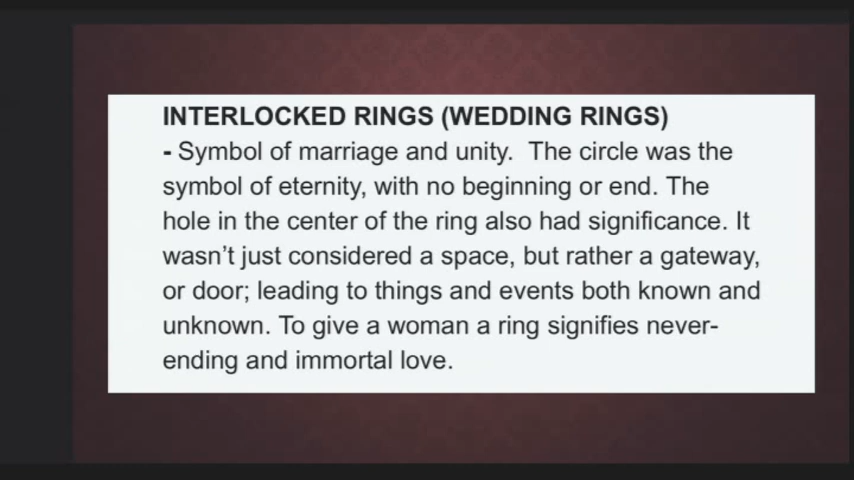 INTERLOCKED RINGS (WEDDING RINGS)
- Symbol of marriage and unity.  The circle was the
symbol of eternity, with no beginning or end. The
hole in the center of the ring also had significance. It
wasn’t just considered a space, but rather a gateway,
or door; leading to things and events both known and
unknown. To give a woman a ring signifies never-
ending and immortal love.